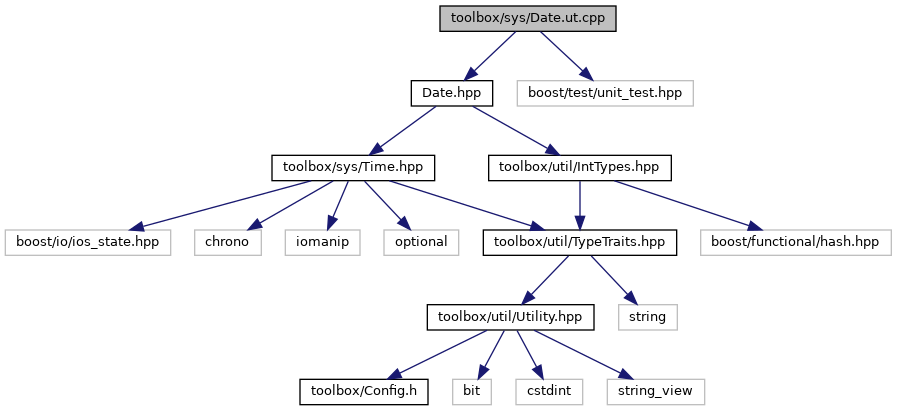 toolbox/sys/Date.ut.cpp
Date.hpp
boost/test/unit_test.hpp
toolbox/sys/Time.hpp
toolbox/util/IntTypes.hpp
boost/io/ios_state.hpp
chrono
iomanip
optional
toolbox/util/TypeTraits.hpp
boost/functional/hash.hpp
toolbox/util/Utility.hpp
string
toolbox/Config.h
bit
cstdint
string_view